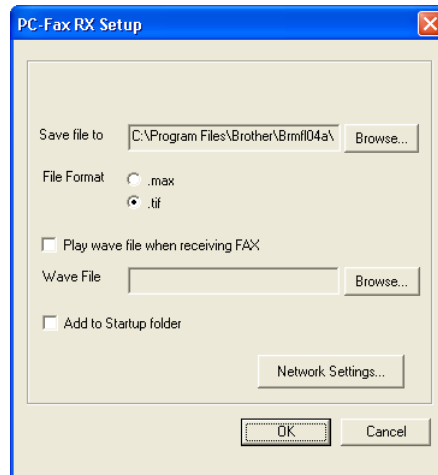 PC-Fax RX Setup
Save file to C:\Program Files\Brother\Brmfl04a\ Browse...
File Format .max
.tif
Play wave file when receiving FAX
Wave File Browse...
Add to Startup folder
Network Settings...
OK Cancel